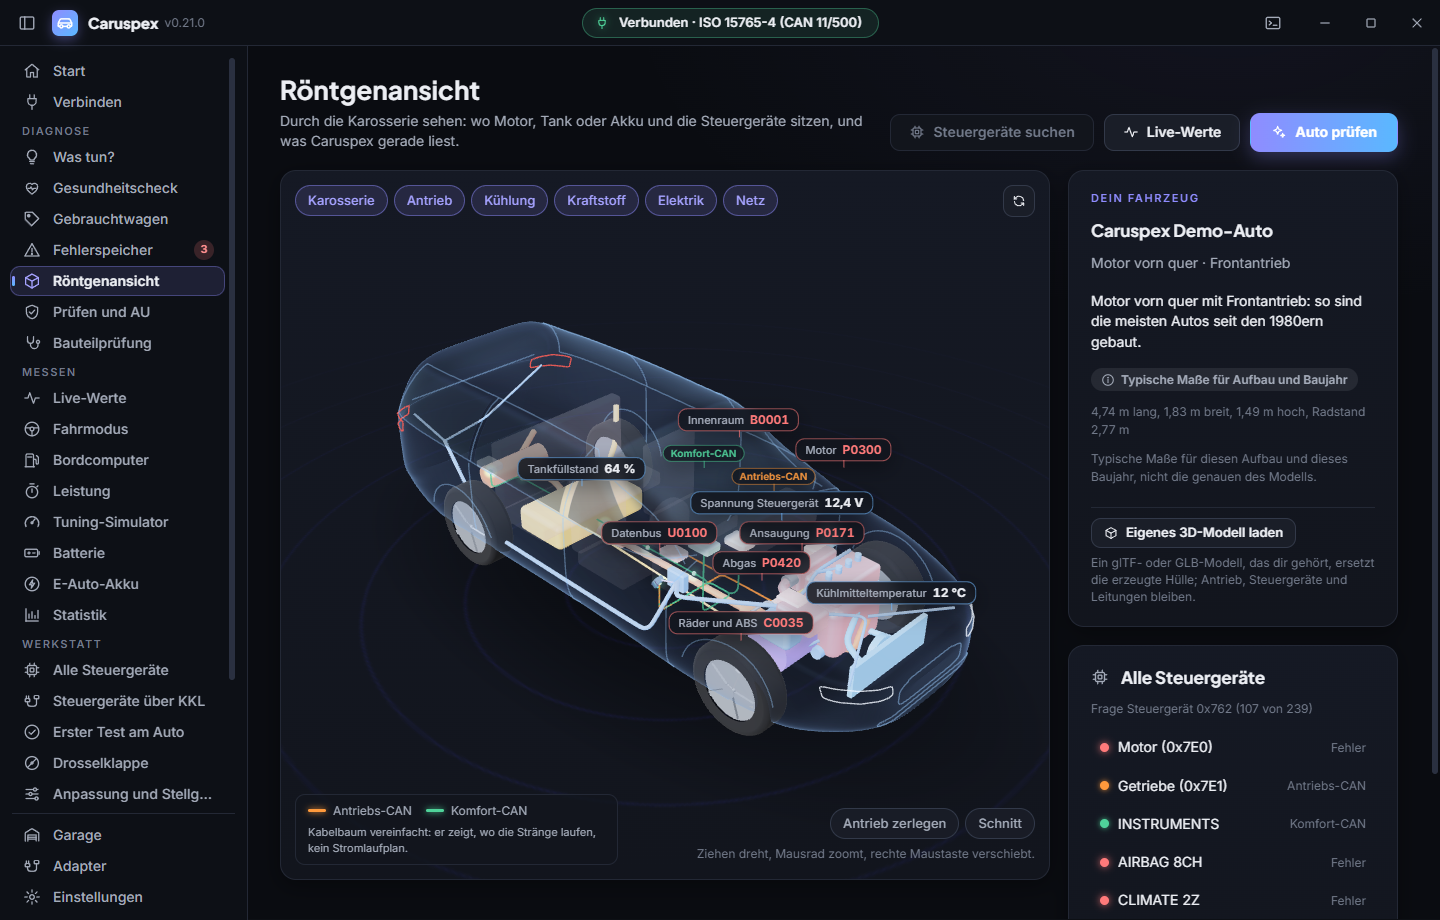 Caruspex v0.21.0
Verbunden · ISO 15765-4 (CAN 11/500)
Start
Verbinden
DIAGNOSE
Was tun?
Gesundheitscheck
Gebrauchtwagen
Fehlerspeicher 3
Röntgenansicht
Prüfen und AU
Bauteilprüfung
MESSEN
Live-Werte
Fahrmodus
Bordcomputer
Leistung
Tuning-Simulator
Batterie
E-Auto-Akku
Statistik
WERKSTATT
Alle Steuergeräte
Steuergeräte über KKL
Erster Test am Auto
Drosselklappe
Anpassung und Stellg...
Garage
Adapter
Einstellungen
Röntgenansicht
Durch die Karosserie sehen: wo Motor, Tank oder Akku und die Steuergeräte sitzen, und
was Caruspex gerade liest.
Steuergeräte suchen
Live-Werte
Auto prüfen
Karosserie
Antrieb
Kühlung
Kraftstoff
Elektrik
Netz
Innenraum B0001
Komfort-CAN
Motor P0300
Tankfüllstand 64 %
Antriebs-CAN
Spannung Steuergerät 12,4 V
Datenbus U0100
Ansaugung P0171
Abgas P0420
Kühlmitteltemperatur 12 °C
Räder und ABS C0035
Antriebs-CAN
Komfort-CAN
Kabelbaum vereinfacht: er zeigt, wo die Stränge laufen,
kein Stromlaufplan.
Antrieb zerlegen
Schnitt
Ziehen dreht, Mausrad zoomt, rechte Maustaste verschiebt.
DEIN FAHRZEUG
Caruspex Demo-Auto
Motor vorn quer · Frontantrieb
Motor vorn quer mit Frontantrieb: so sind
die meisten Autos seit den 1980ern
gebaut.
Typische Maße für Aufbau und Baujahr
4,74 m lang, 1,83 m breit, 1,49 m hoch, Radstand
2,77 m
Typische Maße für diesen Aufbau und dieses
Baujahr, nicht die genauen des Modells.
Eigenes 3D-Modell laden
Ein glTF- oder GLB-Modell, das dir gehört, ersetzt
die erzeugte Hülle; Antrieb, Steuergeräte und
Leitungen bleiben.
Alle Steuergeräte
Frage Steuergerät 0x762 (107 von 239)
Motor (0x7E0) Fehler
Getriebe (0x7E1) Antriebs-CAN
INSTRUMENTS Komfort-CAN
AIRBAG 8CH Fehler
CLIMATE 2Z Fehler